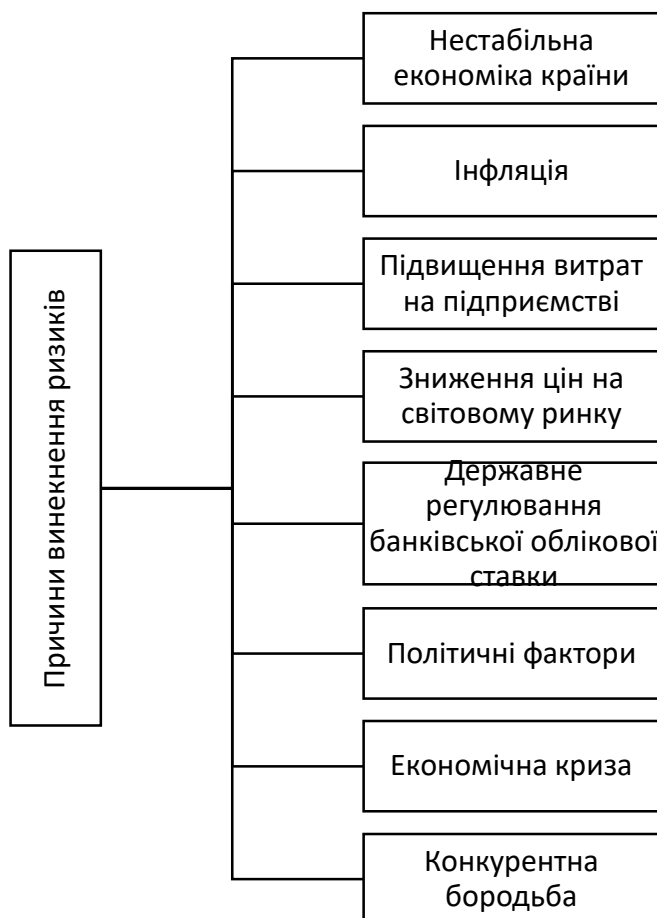 Причини винекнення ризиків
Нестабільна
економіка країни
Інфляція
Підвищення витрат
на підприємстві
Зниження цін на
світовому ринку
Державне
регулювання
банківської облікової
ставки
Політичні фактори
Економічна криза
Конкурентна
бородьба